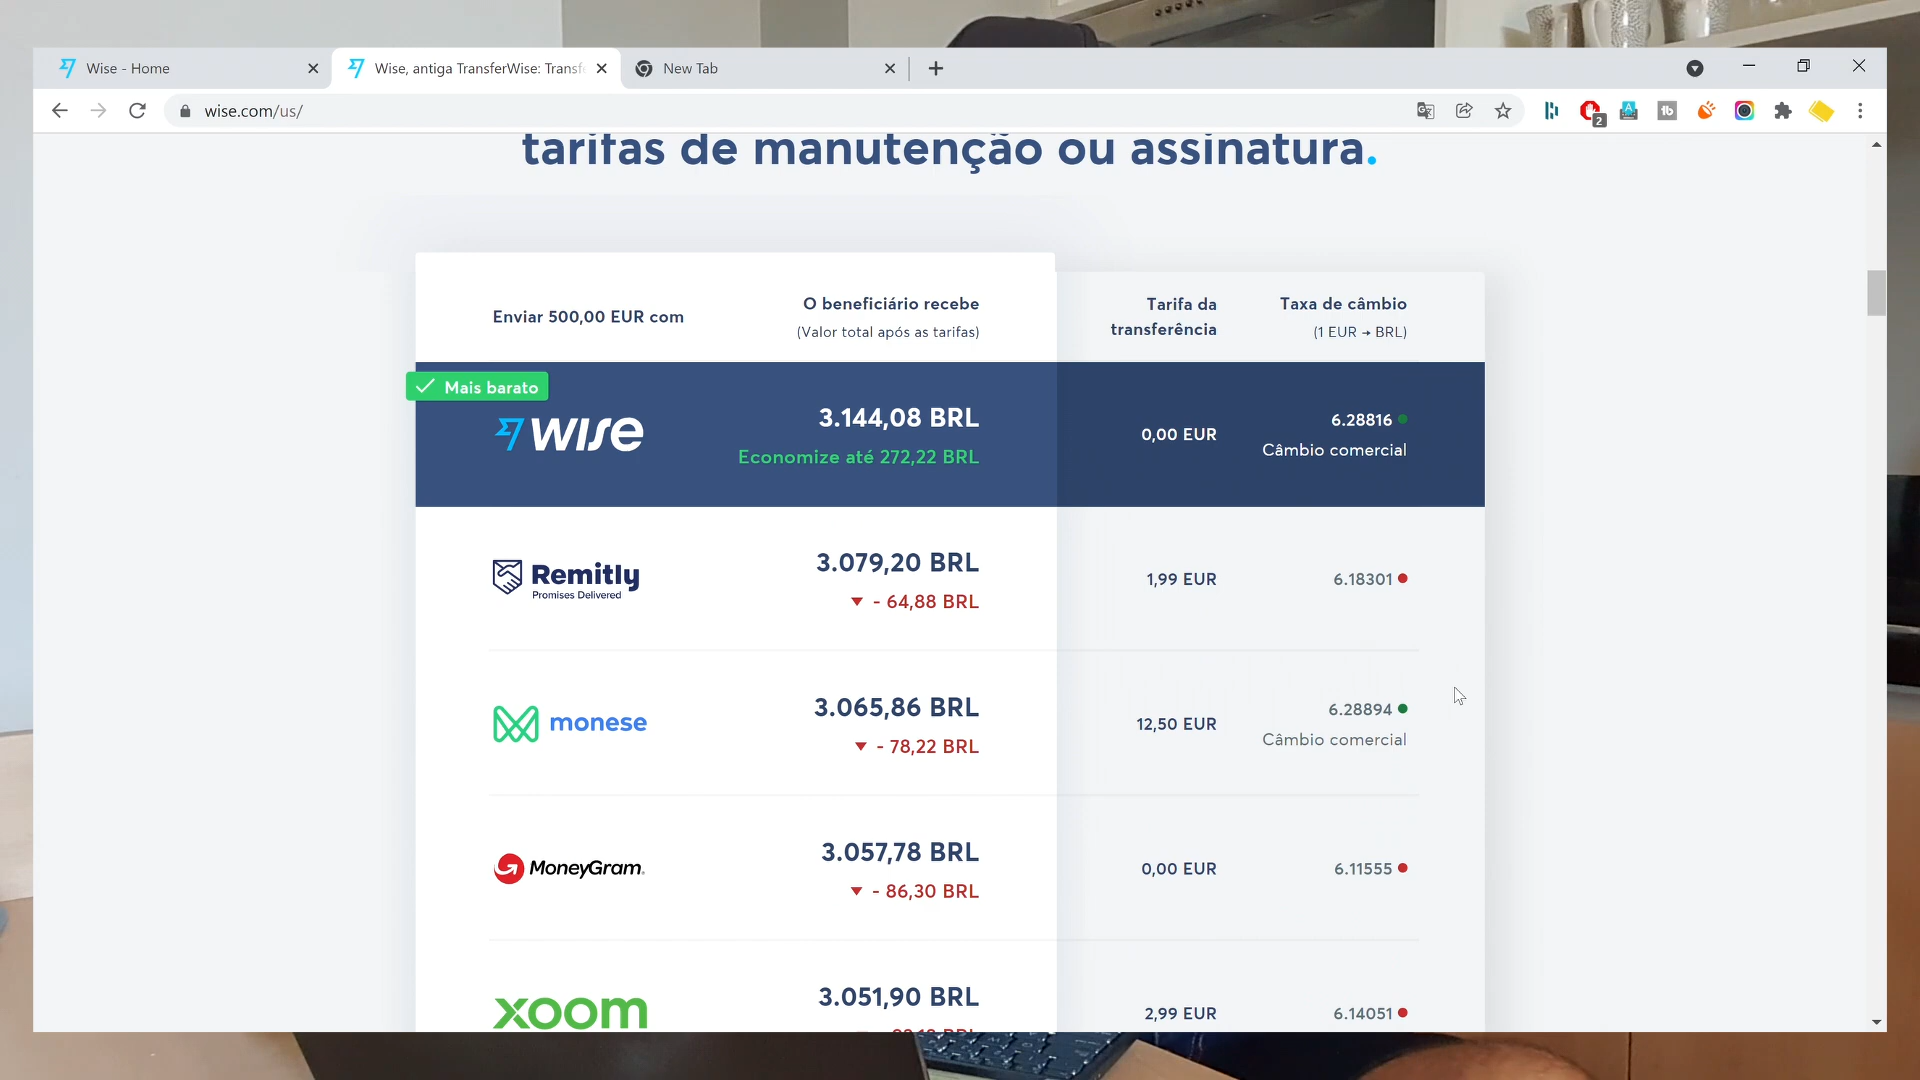 Wise - Home
Wise, antiga TransferWise: Transf
New Tab
wise.com/us/
2
tarifas de manutenção ou assinatura.
Enviar 500,00 EUR com
O beneficiário recebe
(Valor total após as tarifas)
Tarifa da
transferência
Taxa de câmbio
(1 EUR → BRL)
Mais barato
WISE
3.144,08 BRL
Economize até 272,22 BRL
0,00 EUR
6.28816
Câmbio comercial
Remitly
Promises Delivered
3.079,20 BRL
- 64,88 BRL
1,99 EUR
6.18301
monese
3.065,86 BRL
- 78,22 BRL
12,50 EUR
6.28894
Câmbio comercial
MoneyGram
3.057,78 BRL
- 86,30 BRL
0,00 EUR
6.11555
xoom
3.051,90 BRL
2,99 EUR
6.14051